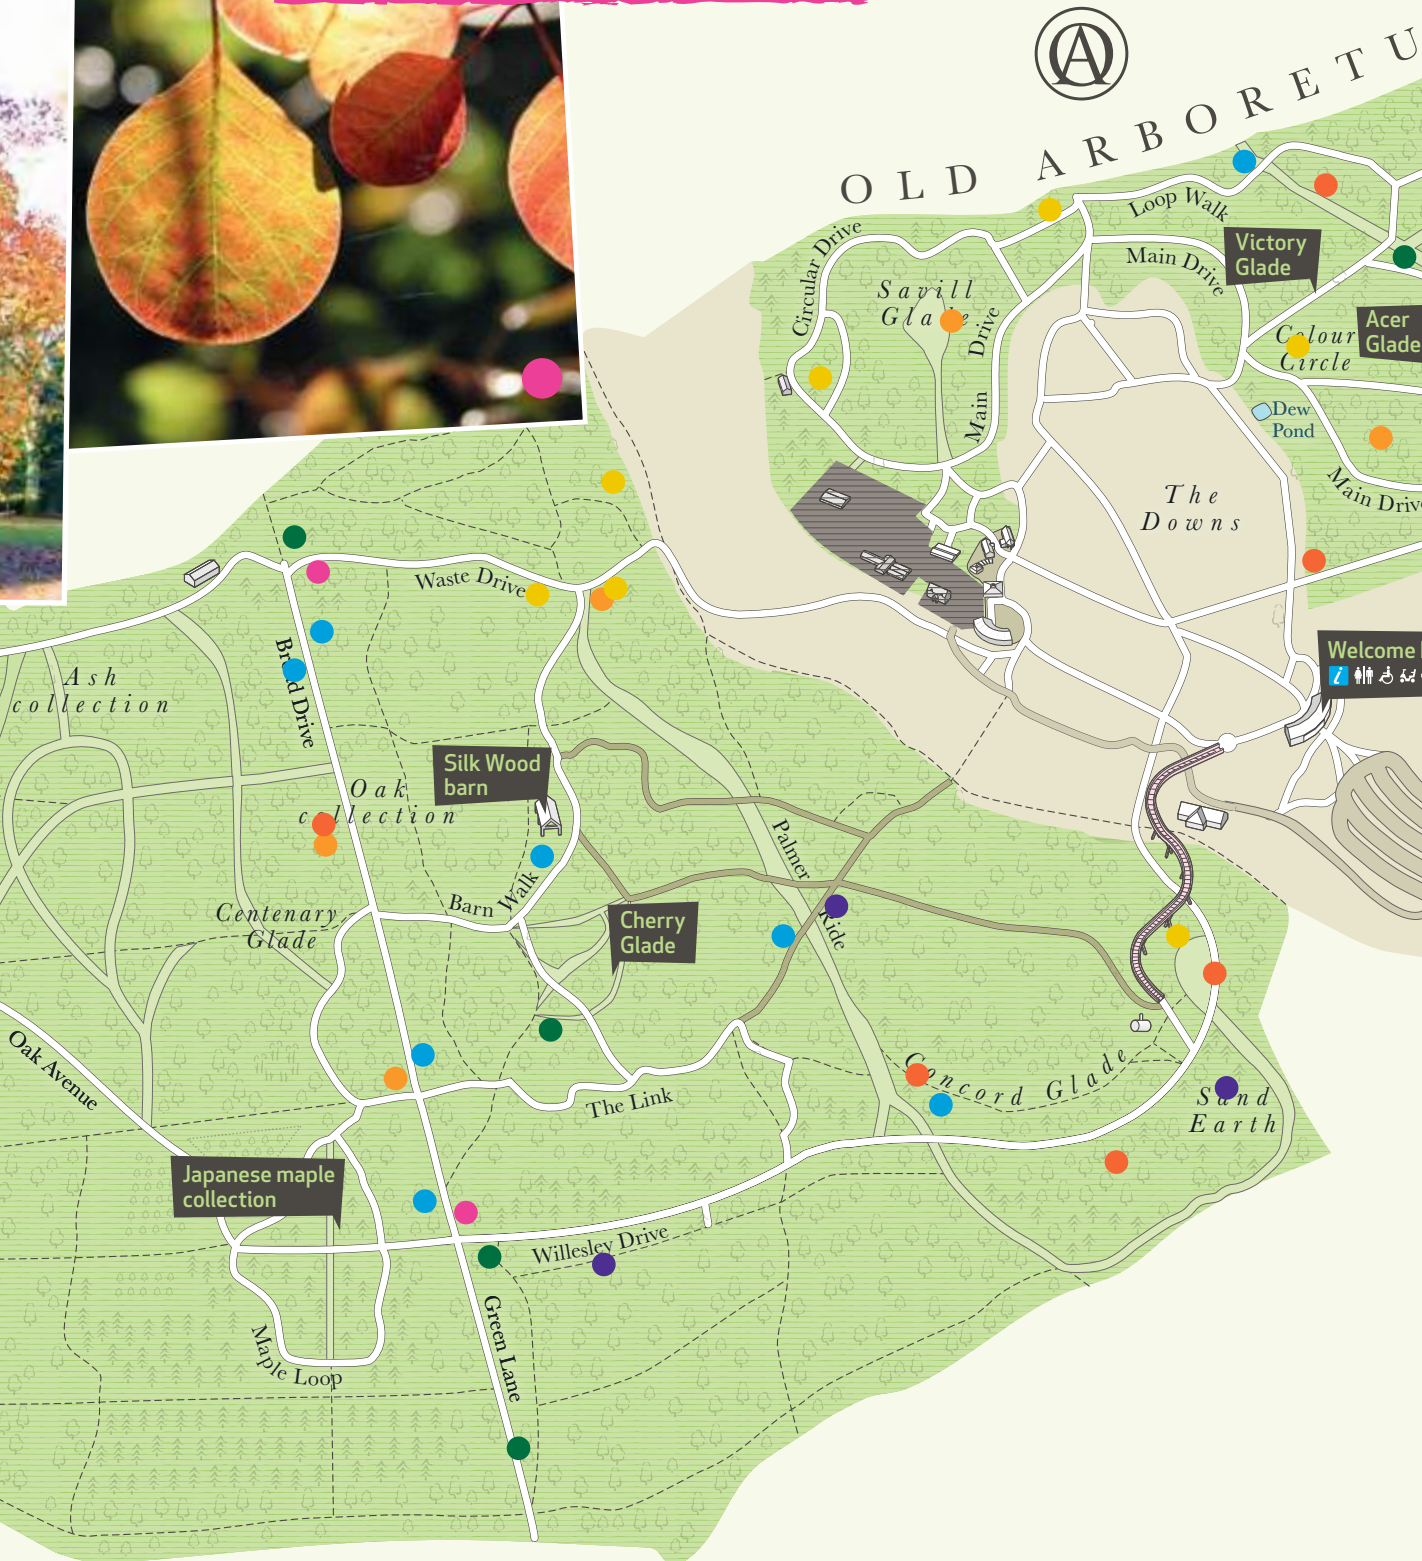 OLD ARBORETU
Loop Walk
Circular Drive
Victory
Glade
Main Drive
Savill
Glade
Main Drive
Acer
Glade
Colour
Circle
Dew
Pond
The
Downs
Main Driv
Waste Drive
Broad Drive
Welcome
i
Ash
collection
Silk Wood
barn
Oak
collection
Palmer Ride
Barn Walk
Centenary
Glade
Cherry
Glade
Oak Avenue
Concord Glade
The Link
Sand
Earth
Japanese maple
collection
Willesley Drive
Green Lane
Maple Loop